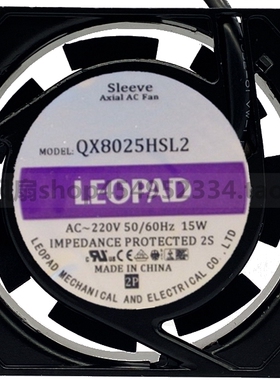 Sleeve
Axial AC Fan
MODEL: QX8025HSL2
LEOPAD
AC~220V 50/60Hz 15W
IMPEDANCE PROTECTED 2S
MADE IN CHINA
2P
LEOPAD MECHANICAL AND ELECTRICAL CO., LTD